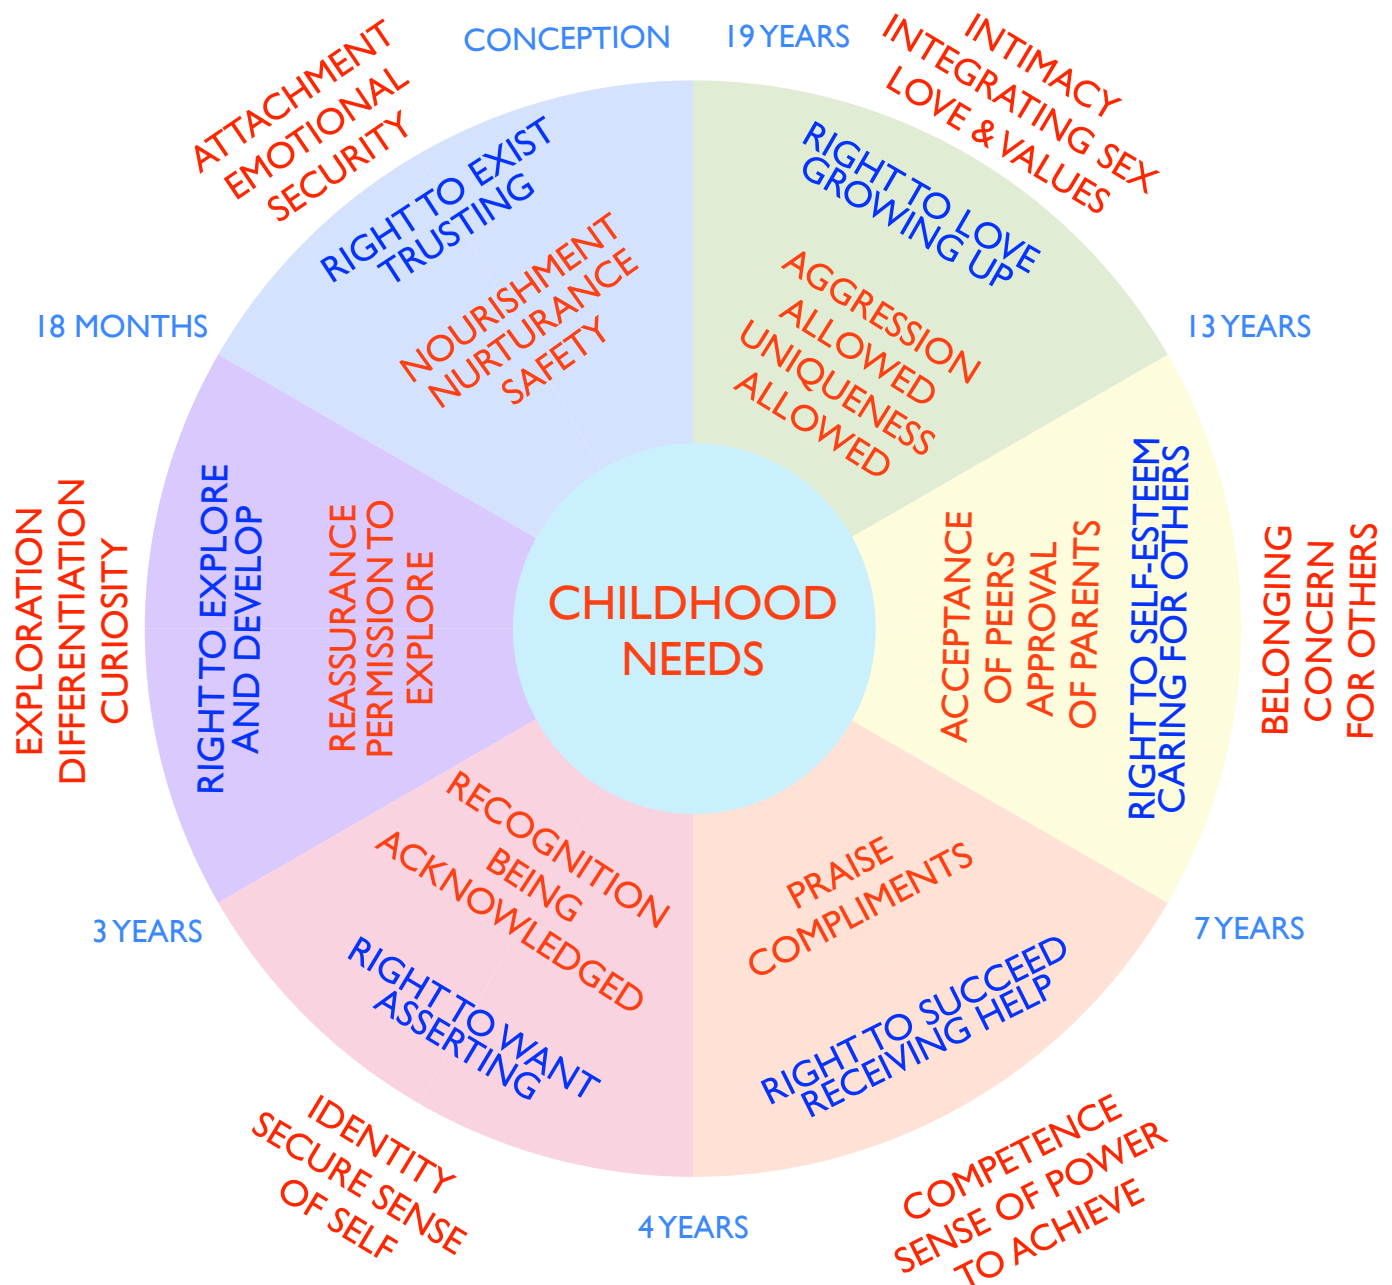 CHILDHOOD
NEEDS
CONCEPTION
ATTACHMENT
EMOTIONAL
SECURITY
RIGHT TO EXIST
TRUSTING
NOURISHMENT
NURTURANCE
SAFETY
18 MONTHS
EXPLORATION
DIFFERENTIATION
CURIOSITY
RIGHT TO EXPLORE
AND DEVELOP
REASSURANCE
PERMISSION TO
EXPLORE
3 YEARS
RECOGNITION
BEING
ACKNOWLEDGED
RIGHT TO WANT
ASSERTING
IDENTITY
SECURE SENSE
OF SELF
4 YEARS
PRAISE
COMPLIMENTS
RIGHT TO SUCCEED
RECEIVING HELP
COMPETENCE
SENSE OF POWER
TO ACHIEVE
7 YEARS
ACCEPTANCE
OF PEERS
APPROVAL
OF PARENTS
RIGHT TO SELF-ESTEEM
CARING FOR OTHERS
BELONGING
CONCERN
FOR OTHERS
13 YEARS
INTIMACY
INTEGRATING SEX
LOVE & VALUES
RIGHT TO LOVE
GROWING UP
AGGRESSION
ALLOWED
UNIQUENESS
ALLOWED
19 YEARS